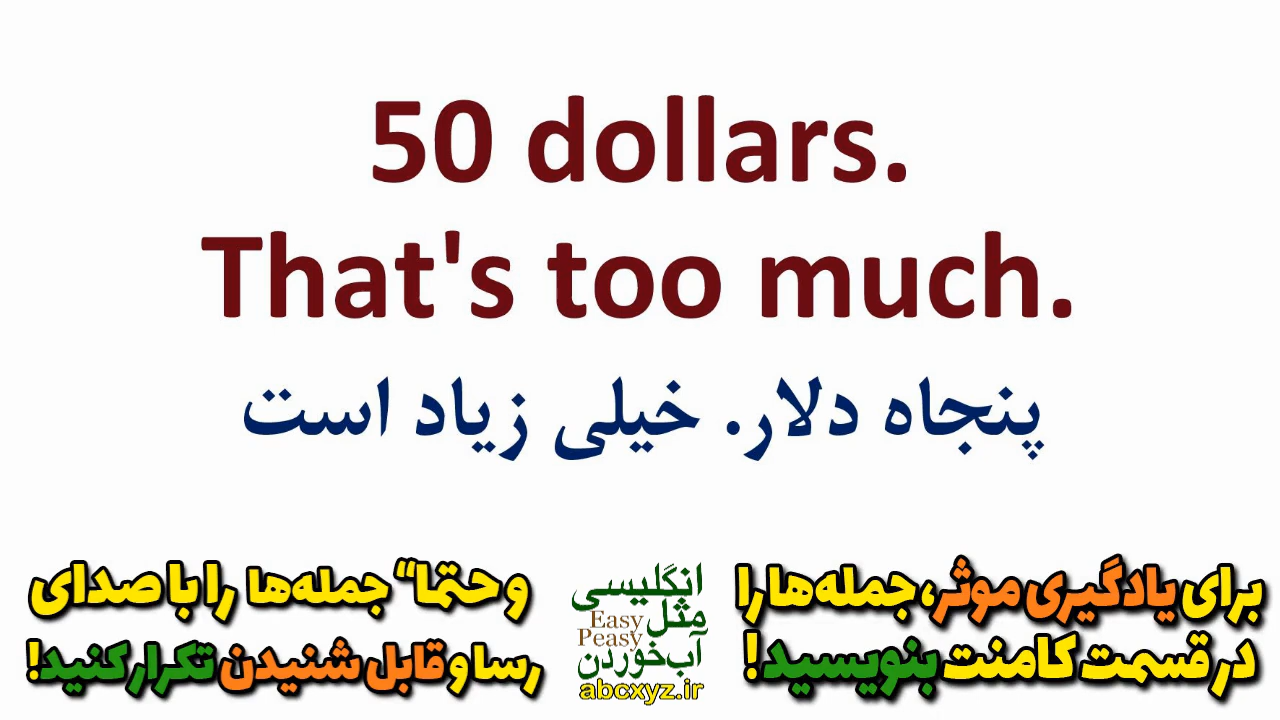 50 dollars.
That's too much.
پنجاه دلار. خیلی زیاد است
برای یادگیری موثر، جمله‌ها را
در قسمت کامنت بنویسید!
انگلیسی
مثل
Easy
Peasy
آب‌خوردن
abcxyz.ir
و حتما“ جمله‌ها را با صدای
رسا و قابل شنیدن تکرار کنید!